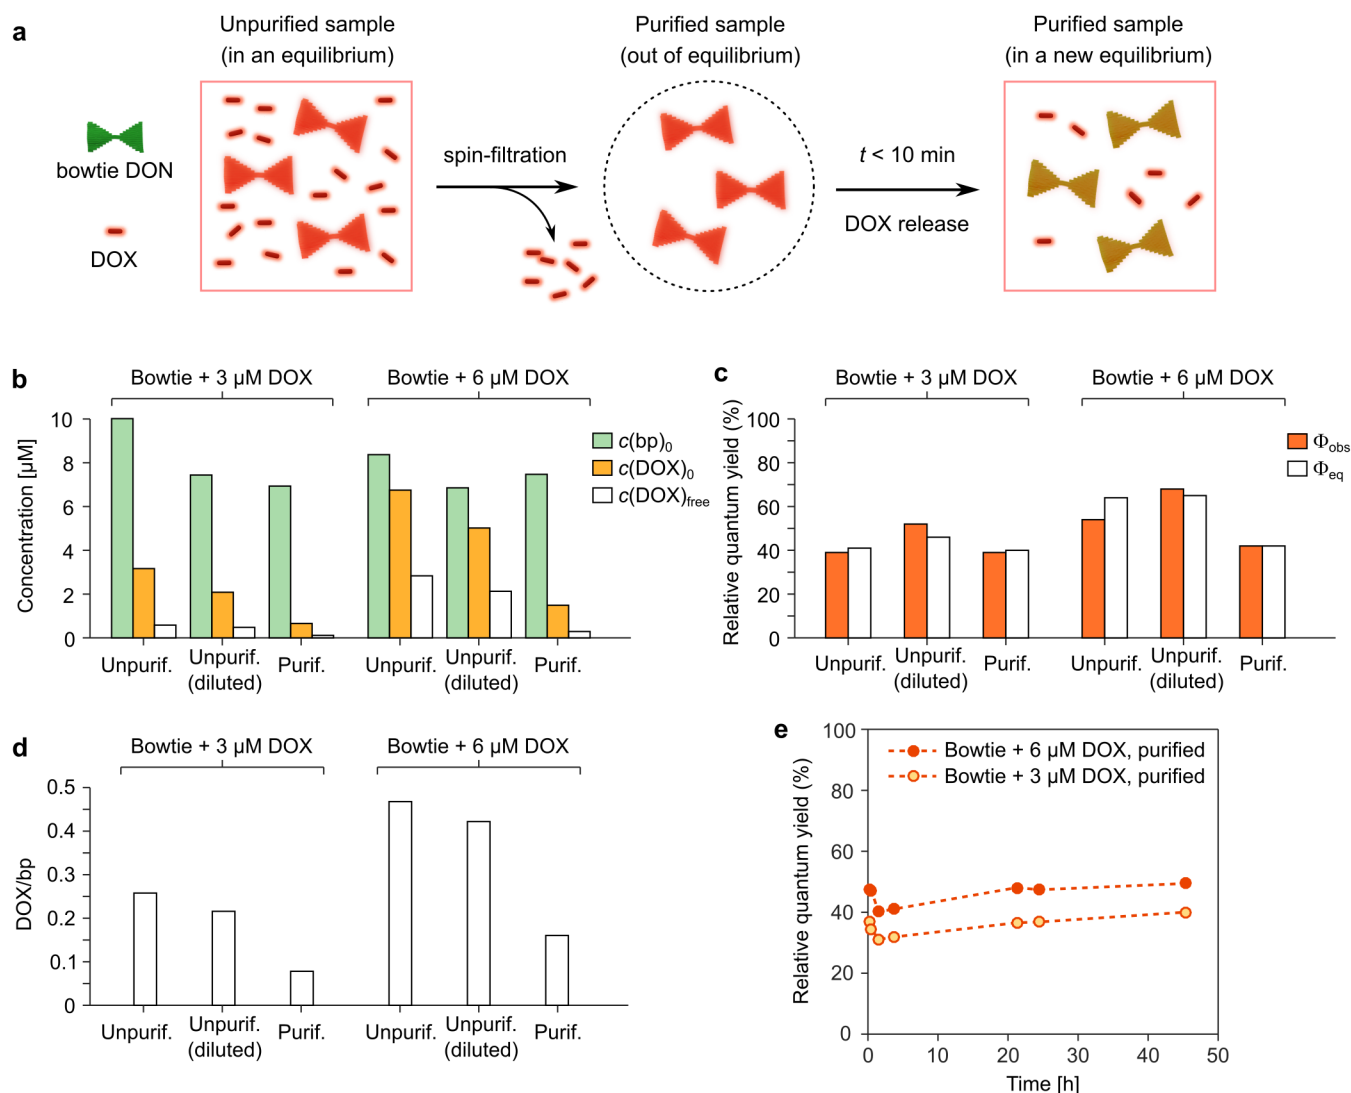 a
Unpurified sample
(in an equilibrium)
Purified sample
(out of equilibrium)
Purified sample
(in a new equilibrium)
bowtie DON
DOX
spin-filtration
t < 10 min
DOX release
b
Bowtie + 3 µM DOX
Bowtie + 6 µM DOX
Concentration [µM]
10
8
6
4
2
0
c(bp)₀
c(DOX)₀
c(DOX)free
Unpurif.
Unpurif.
(diluted)
Purif.
Unpurif.
Unpurif.
(diluted)
Purif.
c
Bowtie + 3 µM DOX
Bowtie + 6 µM DOX
Relative quantum yield (%)
100
80
60
40
20
0
Φobs
Φeq
Unpurif.
Unpurif.
(diluted)
Purif.
Unpurif.
Unpurif.
(diluted)
Purif.
d
Bowtie + 3 µM DOX
Bowtie + 6 µM DOX
DOX/bp
0.5
0.4
0.3
0.2
0.1
0
Unpurif.
Unpurif.
(diluted)
Purif.
Unpurif.
Unpurif.
(diluted)
Purif.
e
Relative quantum yield (%)
100
80
60
40
20
0
Bowtie + 6 µM DOX, purified
Bowtie + 3 µM DOX, purified
0 10 20 30 40 50
Time [h]